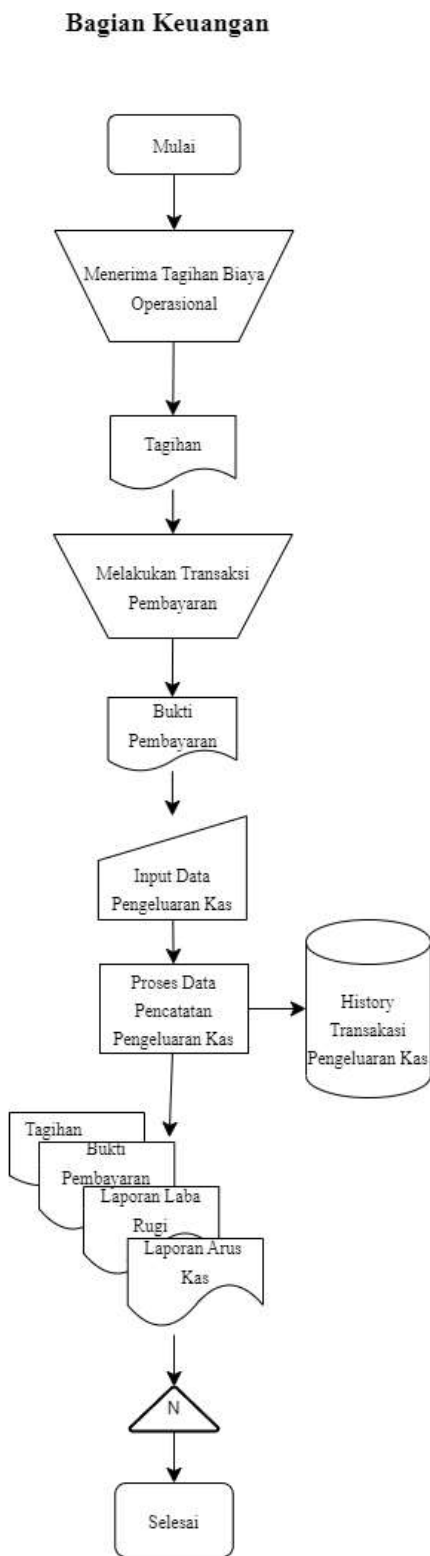 Bagian Keuangan
Mulai
Menerima Tagihan Biaya
Operasional
Tagihan
Melakukan Transaksi
Pembayaran
Bukti
Pembayaran
Input Data
Pengeluaran Kas
Proses Data
Pencatatan
Pengeluaran Kas
History
Transakasi
Pengeluaran Kas
Tagihan
Bukti
Pembayaran
Laporan Laba
Rugi
Laporan Arus
Kas
N
Selesai